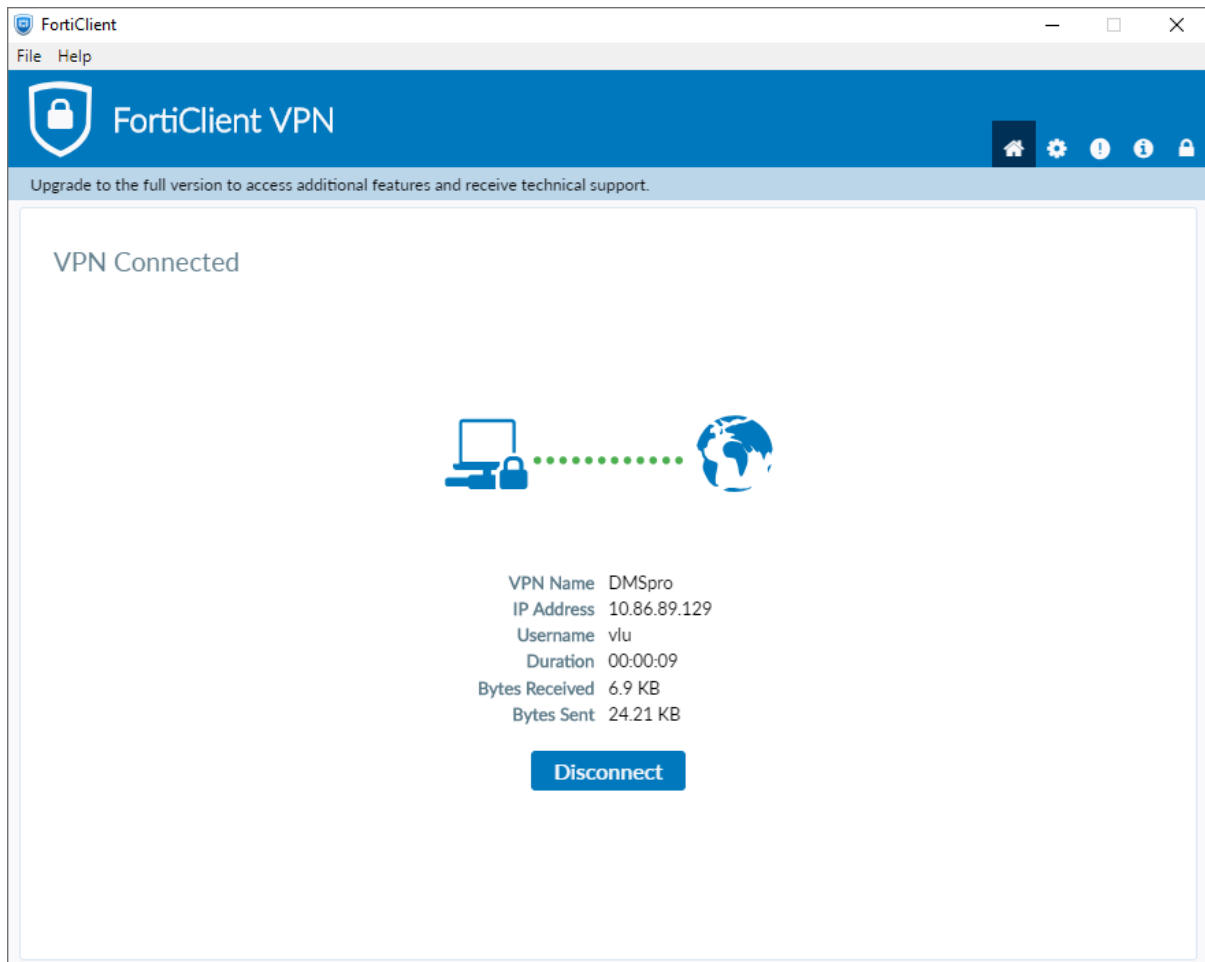 FortiClient
File Help
FortiClient VPN
Upgrade to the full version to access additional features and receive technical support.
VPN Connected
VPN Name DMSpro
IP Address 10.86.89.129
Username vlu
Duration 00:00:09
Bytes Received 6.9 KB
Bytes Sent 24.21 KB
Disconnect